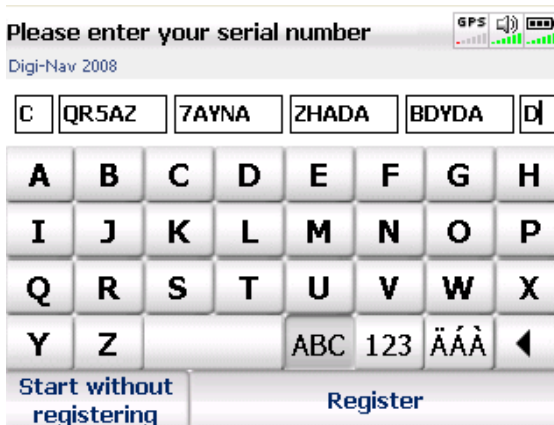 Please enter your serial number
GPS
Digi-Nav 2008
C QR5AZ 7AYNA ZHADA BDYDA D
A B C D E F G H
I J K L M N O P
Q R S T U V W X
Y Z ABC 123 ÄÁÀ
Start without
registering
Register